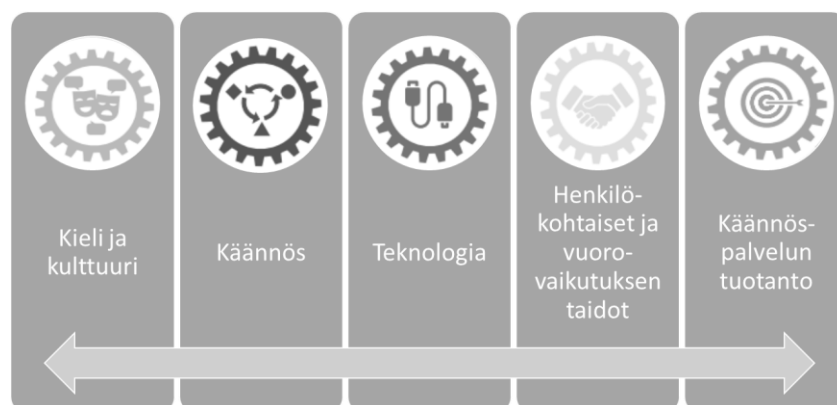 Kieli ja
kulttuuri
Käännös
Teknologia
Henkilö-
kohtaiset ja
vuoro-
vaikutuksen
taidot
Käännös-
palvelun
tuotanto